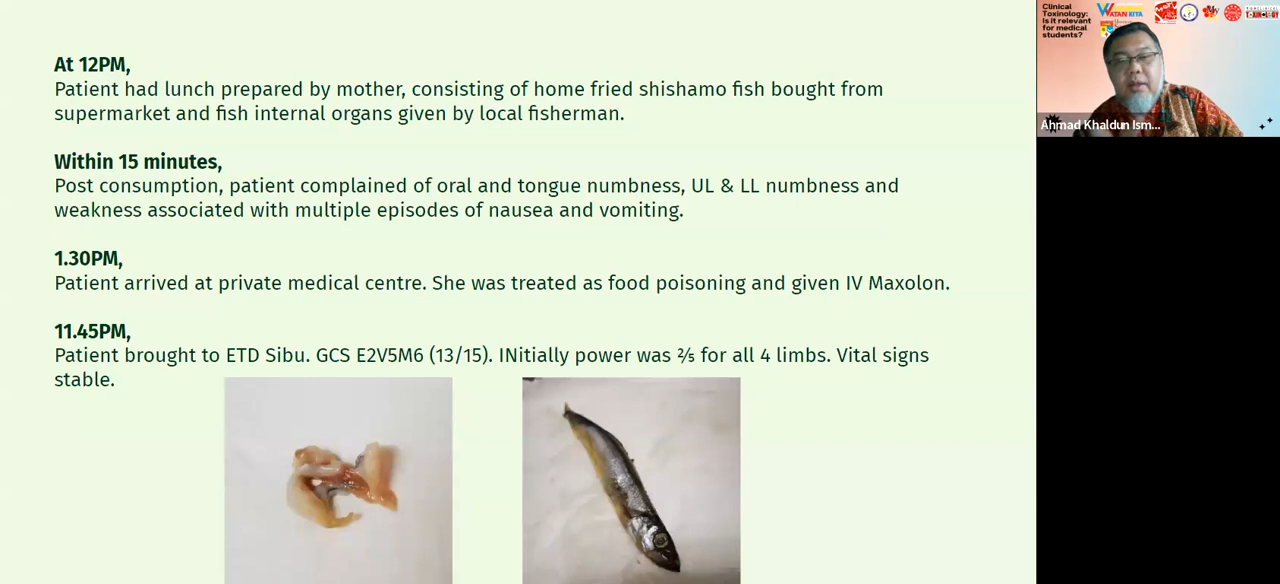 At 12PM,
Patient had lunch prepared by mother, consisting of home fried shishamo fish bought from
supermarket and fish internal organs given by local fisherman.
Within 15 minutes,
Post consumption, patient complained of oral and tongue numbness, UL & LL numbness and
weakness associated with multiple episodes of nausea and vomiting.
1.30PM,
Patient arrived at private medical centre. She was treated as food poisoning and given IV Maxolon.
11.45PM,
Patient brought to ETD Sibu. GCS E2V5M6 (13/15). INitially power was ⅖ for all 4 limbs. Vital signs
stable.
Clinical
Toxinology:
is it relevant
for medical
students?
WATAN KITA
Ahmad Khaldun Ism...